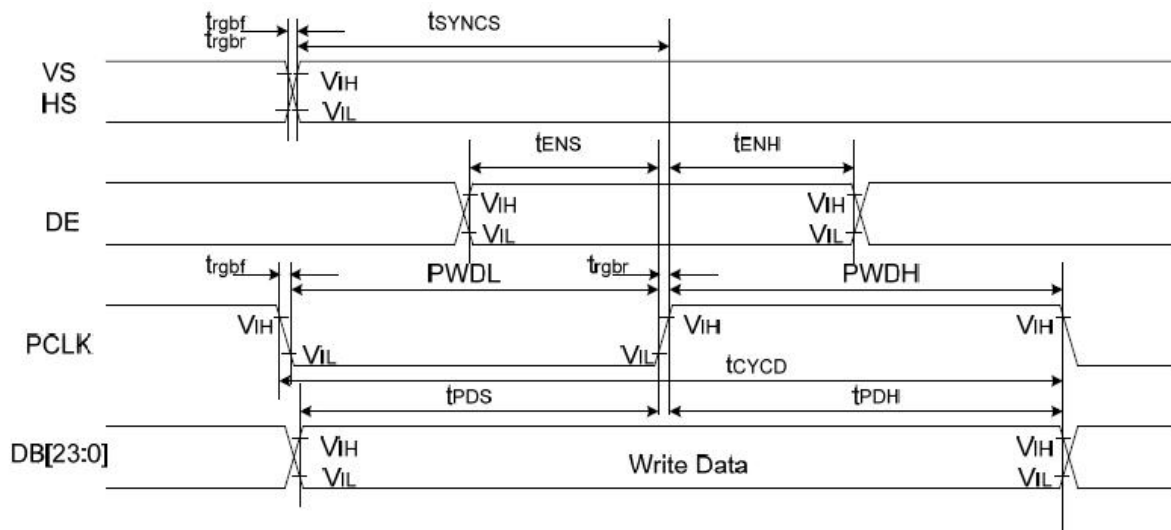 trgbf
trgbr
tSYNCS
VS
HS
VIH
VIL
tENS
tENH
DE
VIH
VIL
VIH
VIL
trgbf
PWDL
trgbr
PWDH
PCLK
VIH
VIL
VIL
VIH
VIH
tCYCD
tPDS
tPDH
DB[23:0]
VIH
VIL
Write Data
VIH
VIL